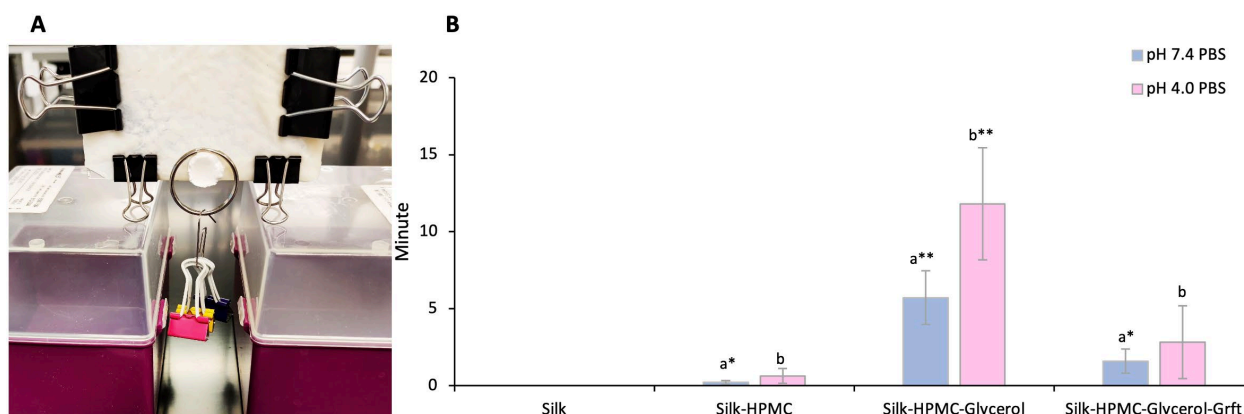 A
B
pH 7.4 PBS
pH 4.0 PBS
Minute
20
15
10
5
0
a*
b
a**
b**
a*
b
Silk
Silk-HPMC
Silk-HPMC-Glycerol
Silk-HPMC-Glycerol-Grft